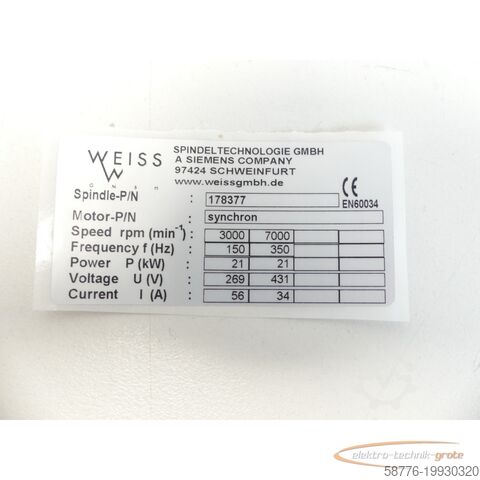 WEISS
GMBH
SPINDELTECHNOLOGIE GMBH
A SIEMENS COMPANY
97424 SCHWEINFURT
www.weissgmbh.de
CE
EN60034
Spindle-P/N : 178377
Motor-P/N : synchron
Speed rpm (min⁻¹) : 3000 7000
Frequency f (Hz) : 150 350
Power P (kW) : 21 21
Voltage U (V) : 269 431
Current I (A) : 56 34
elektro-technik-grote
58776-19930320